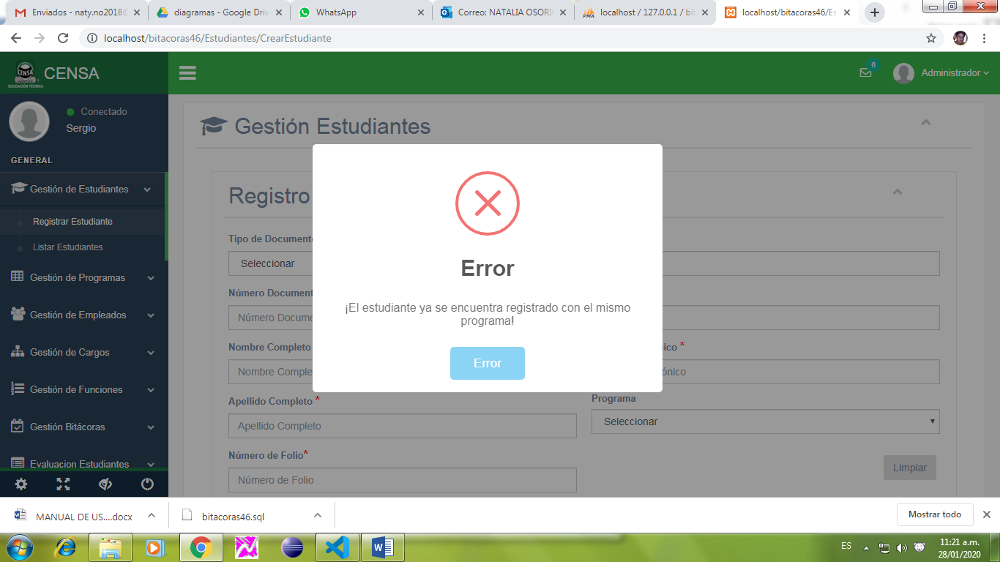 Enviados - naty.no2018@
diagramas - Google Driv
WhatsApp
Correo: NATALIA OSORI
localhost / 127.0.0.1 / bit
localhost/bitacoras46/Es
localhost/bitacoras46/Estudiantes/CrearEstudiante
CENSA
EDUCACIÓN TÉCNICA
CENSA
6
Administrador
Conectado
Sergio
GENERAL
Gestión de Estudiantes
Registrar Estudiante
Listar Estudiantes
Gestión de Programas
Gestión de Empleados
Gestión de Cargos
Gestión de Funciones
Gestión Bitácoras
Evaluacion Estudiantes
Gestión Estudiantes
Registro
Tipo de Documento
Seleccionar
Número Document
Número Docume
Nombre Completo
Nombre Comple
Apellido Completo *
Apellido Completo
Número de Folio*
Número de Folio
nico *
ónico
Programa
Seleccionar
Limpiar
Error
¡El estudiante ya se encuentra registrado con el mismo
programa!
Error
MANUAL DE US....docx
bitacoras46.sql
Mostrar todo
ES
11:21 a.m.
28/01/2020